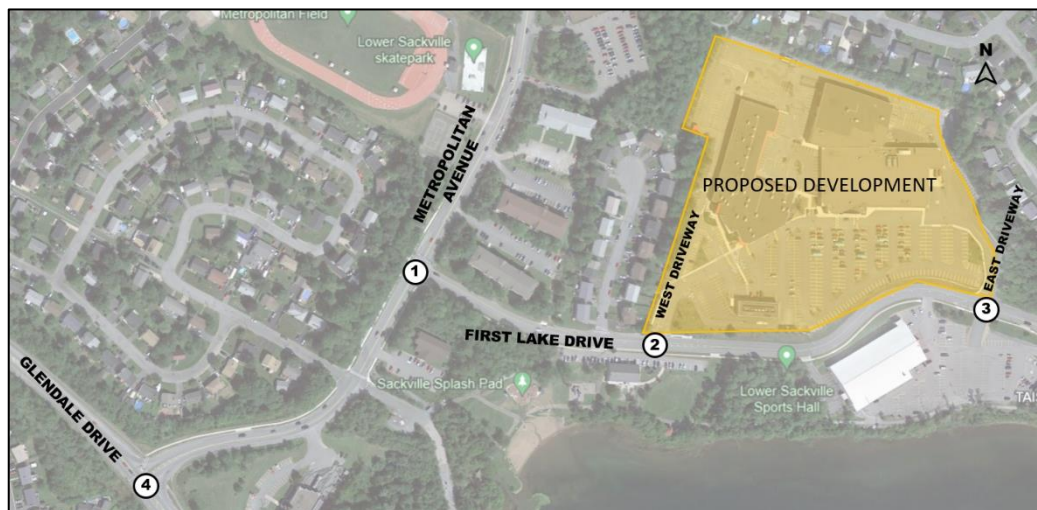 Metropolitan Field
Lower Sackville
skatepark
N
METROPOLITAN
AVENUE
PROPOSED DEVELOPMENT
EAST DRIVEWAY
WEST DRIVEWAY
1
3
FIRST LAKE DRIVE
2
Sackville Splash Pad
Lower Sackville
Sports Hall
TAI
GLENDALE DRIVE
4